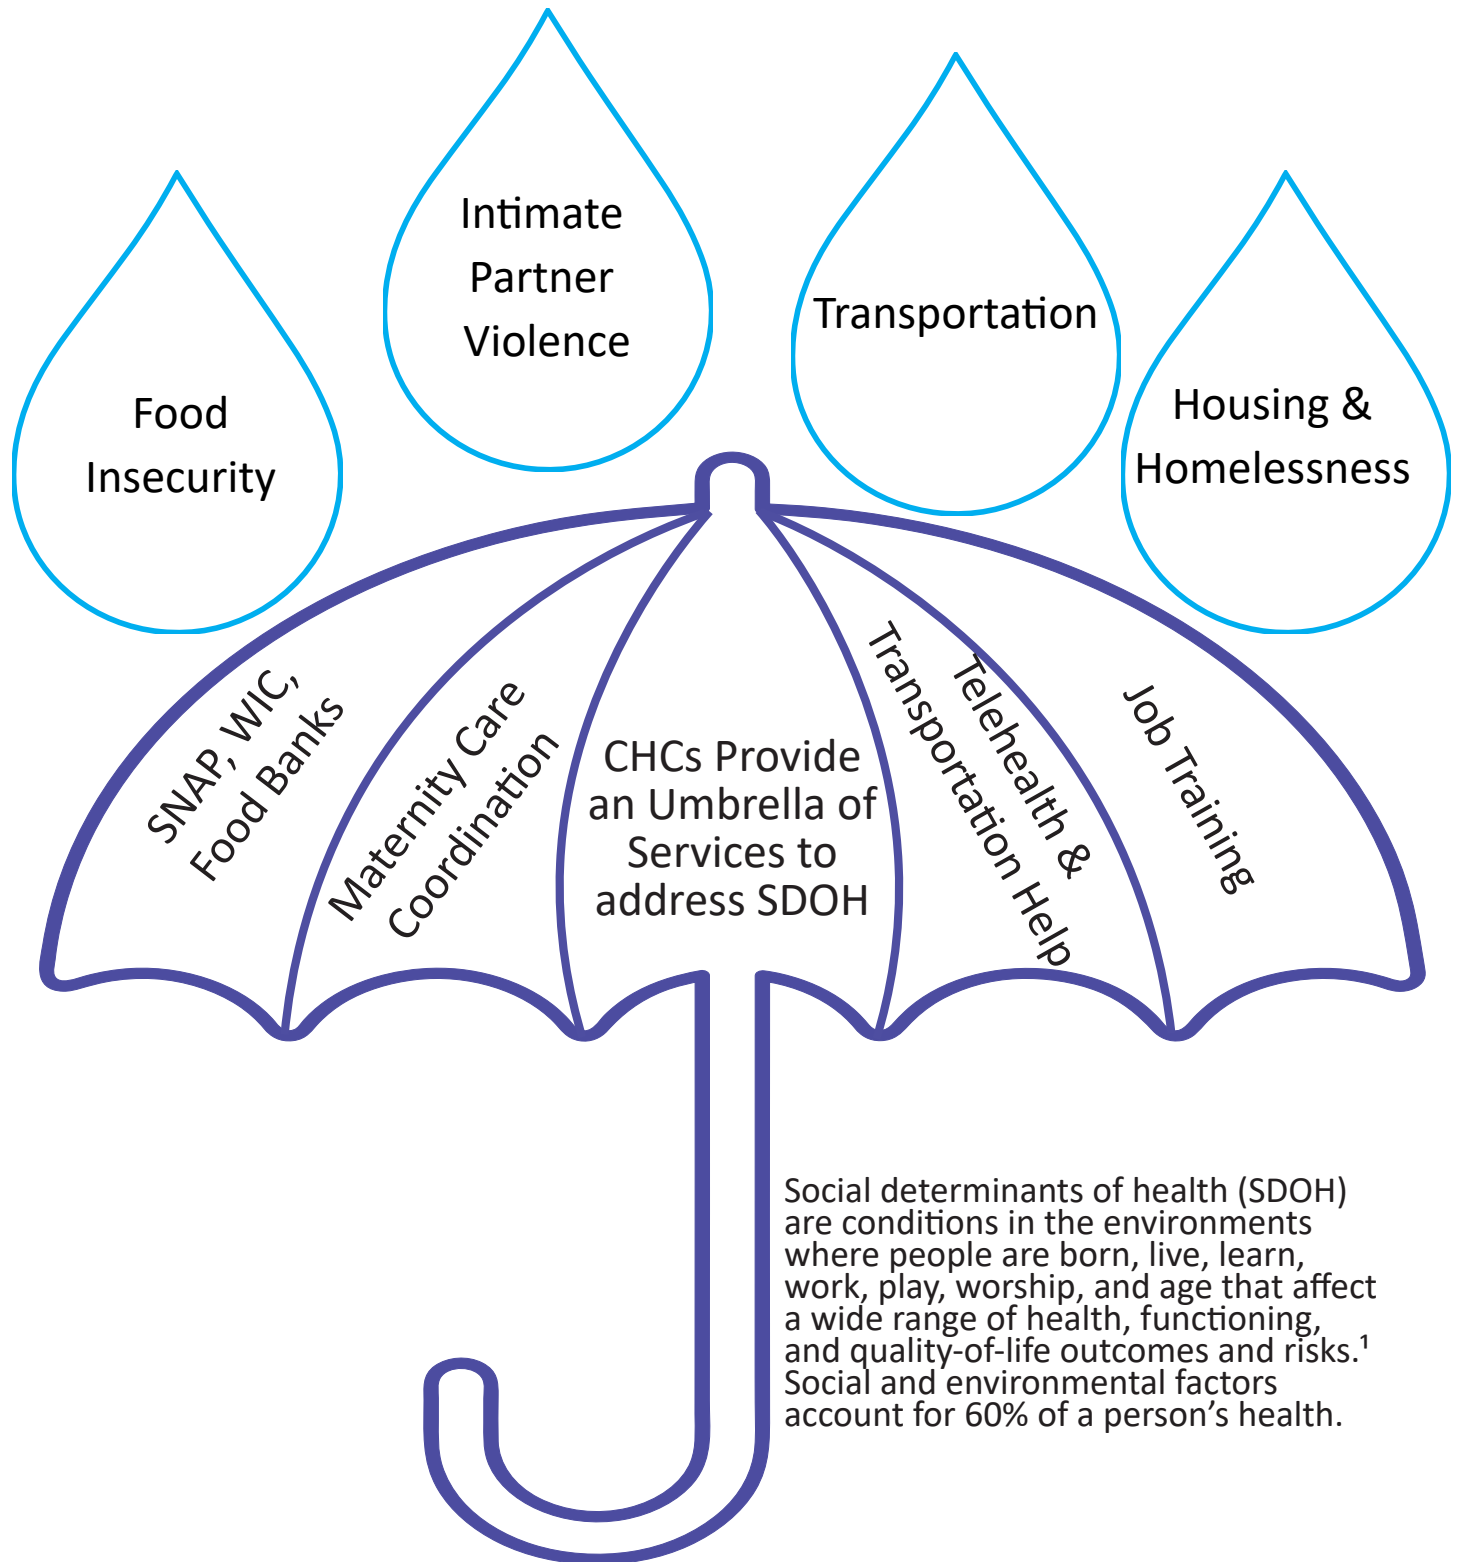 Intimate
Partner
Violence
Transportation
Food
Insecurity
Housing &
Homelessness
SNAP, WIC,
Food Banks
Maternity Care
Coordination
CHCs Provide
an Umbrella of
Services to
address SDOH
Telehealth &
Transportation Help
Job Training
Social determinants of health (SDOH)
are conditions in the environments
where people are born, live, learn,
work, play, worship, and age that affect
a wide range of health, functioning,
and quality-of-life outcomes and risks.¹
Social and environmental factors
account for 60% of a person’s health.